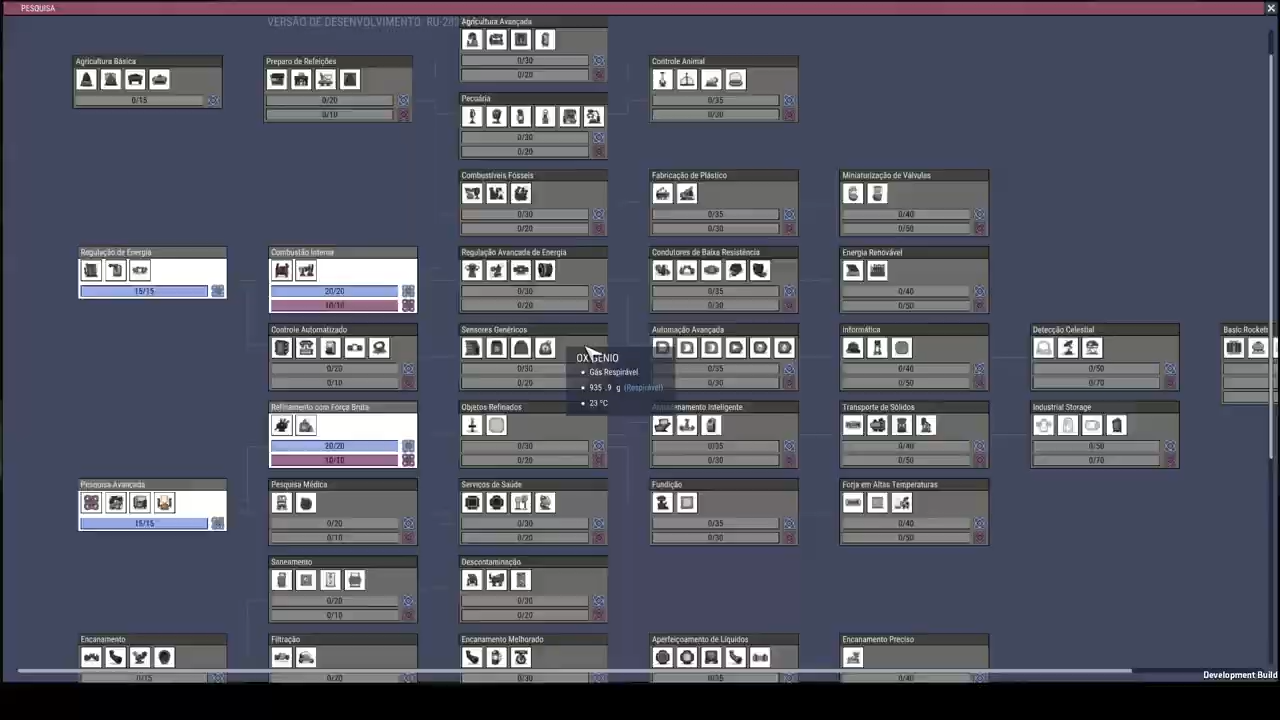 PESQUISA
VERSÃO DE DESENVOLVIMENTO: RU-283
Agricultura Avançada
0/30
0/20
Agricultura Básica
0/15
Preparo de Refeições
0/20
0/10
Controle Animal
0/35
0/30
Pecuária
0/30
0/20
Combustíveis Fósseis
0/30
0/20
Fabricação de Plástico
0/35
0/30
Miniaturização de Válvulas
0/40
0/50
Regulação de Energia
15/15
Combustão Interna
20/20
10/10
Regulação Avançada de Energia
0/30
0/20
Condutores de Baixa Resistência
0/35
0/30
Energia Renovável
0/40
0/50
Controle Automatizado
0/20
0/10
Sensores Genéricos
0/30
0/20
Automação Avançada
0/35
0/30
Informática
0/40
0/50
Detecção Celestial
0/50
0/70
Basic Rocketr
OXIGÊNIO
Gás Respirável
935 .9 g (Respirável)
23 °C
Refinamento com Força Bruta
20/20
10/10
Objetos Refinados
0/30
0/20
Inteligente
0/35
0/30
Transporte de Sólidos
0/40
0/50
Industrial Storage
0/50
0/70
Pesquisa Avançada
15/15
Pesquisa Médica
0/20
0/10
Serviços de Saúde
0/30
0/20
Fundição
0/35
0/30
Forja em Altas Temperaturas
0/40
0/50
Saneamento
0/20
0/10
Descontaminação
0/30
0/20
Encanamento
0/15
Filtração
0/20
Encanamento Melhorado
0/30
Aperfeiçoamento de Líquidos
0/35
Encanamento Preciso
0/40
Development Build